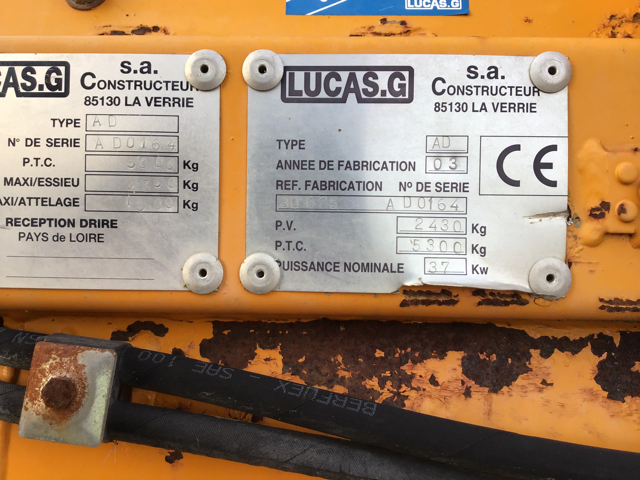 LUCAS.G
CAS.G
s.a.
CONSTRUCTEUR
85130 LA VERRIE
TYPE AD
N° DE SERIE AD0164
P.T.C. Kg
MAXI/ESSIEU Kg
AXI/ATTELAGE Kg
RECEPTION DRIRE
PAYS de LOIRE
LUCAS.G
s.a.
CONSTRUCTEUR
85130 LA VERRIE
TYPE AD
ANNEE DE FABRICATION 03
REF. FABRICATION N° DE SERIE
AD0164
P.V. 2430 Kg
P.T.C. 5300 Kg
PUISSANCE NOMINALE 37 Kw
CE
BERFLEX - SAE 100